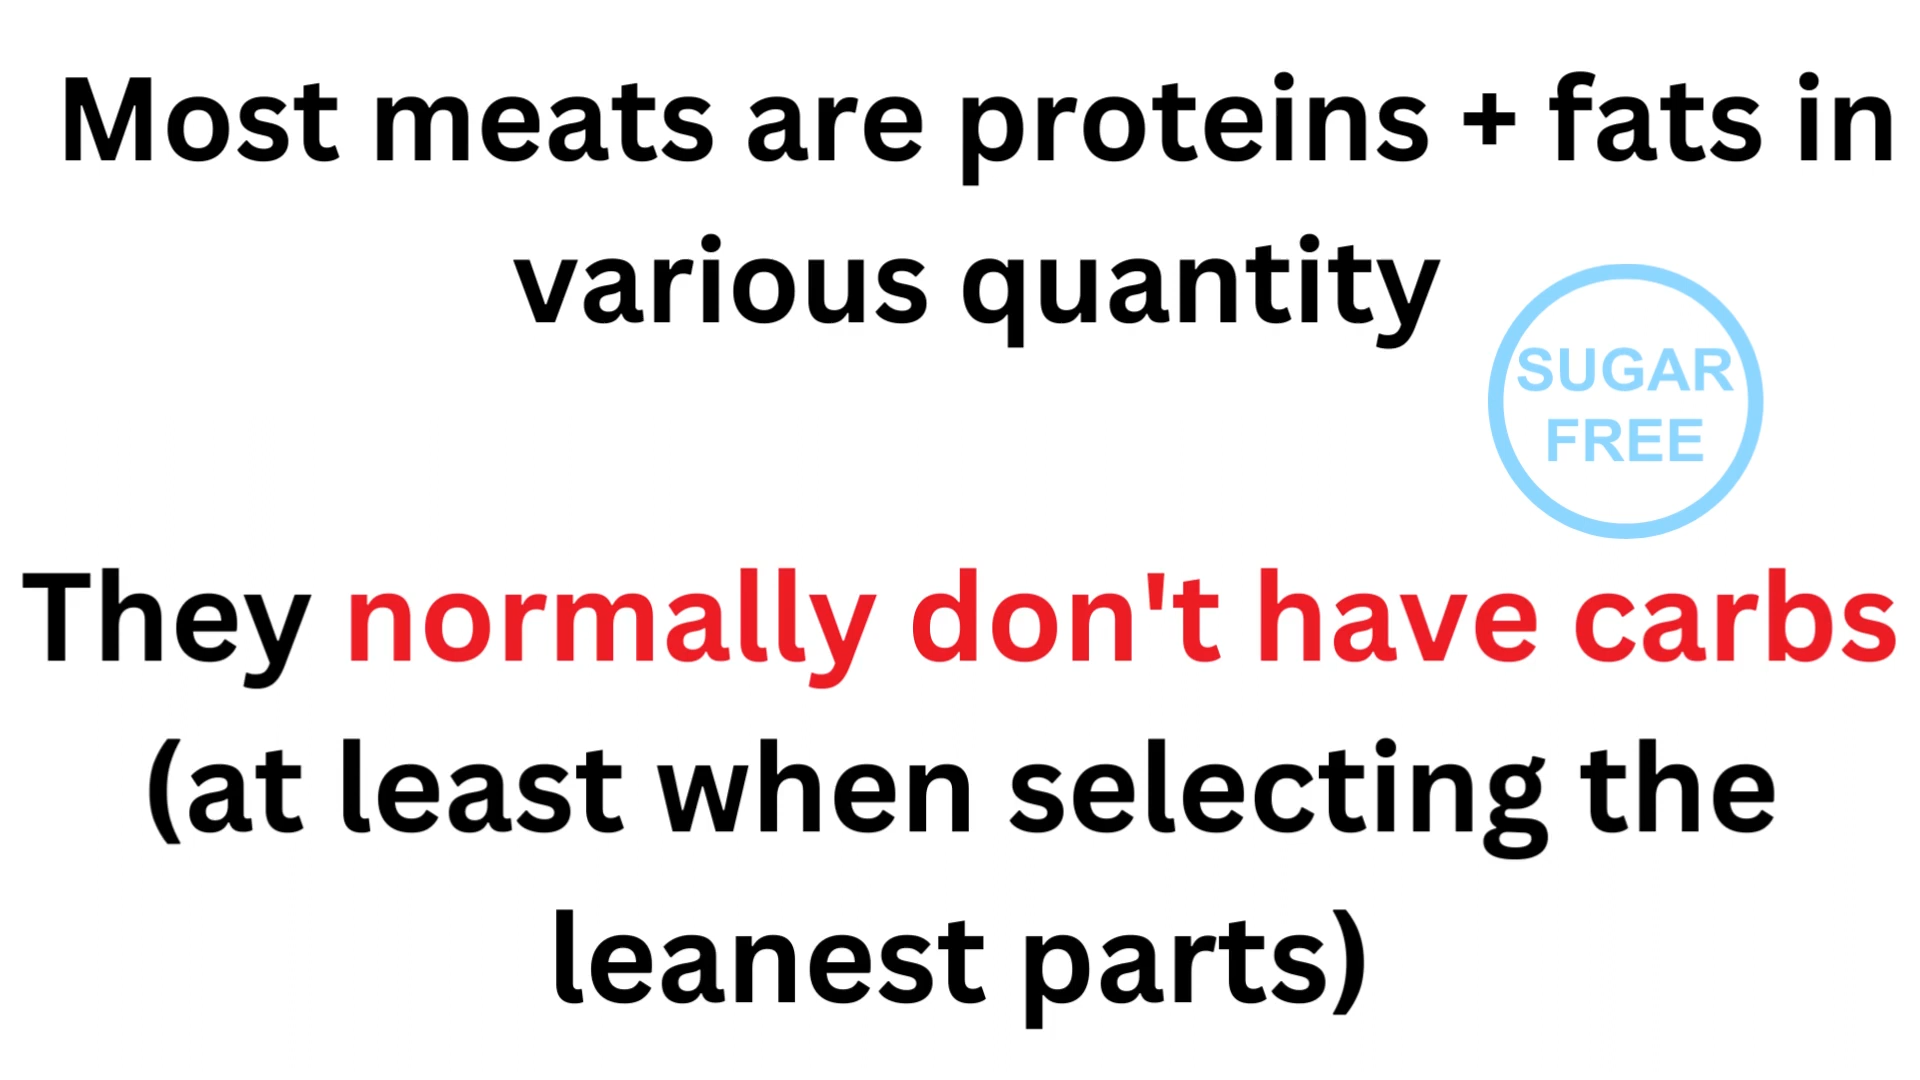 Most meats are proteins + fats in
various quantity
SUGAR
FREE
They normally don't have carbs
(at least when selecting the
leanest parts)